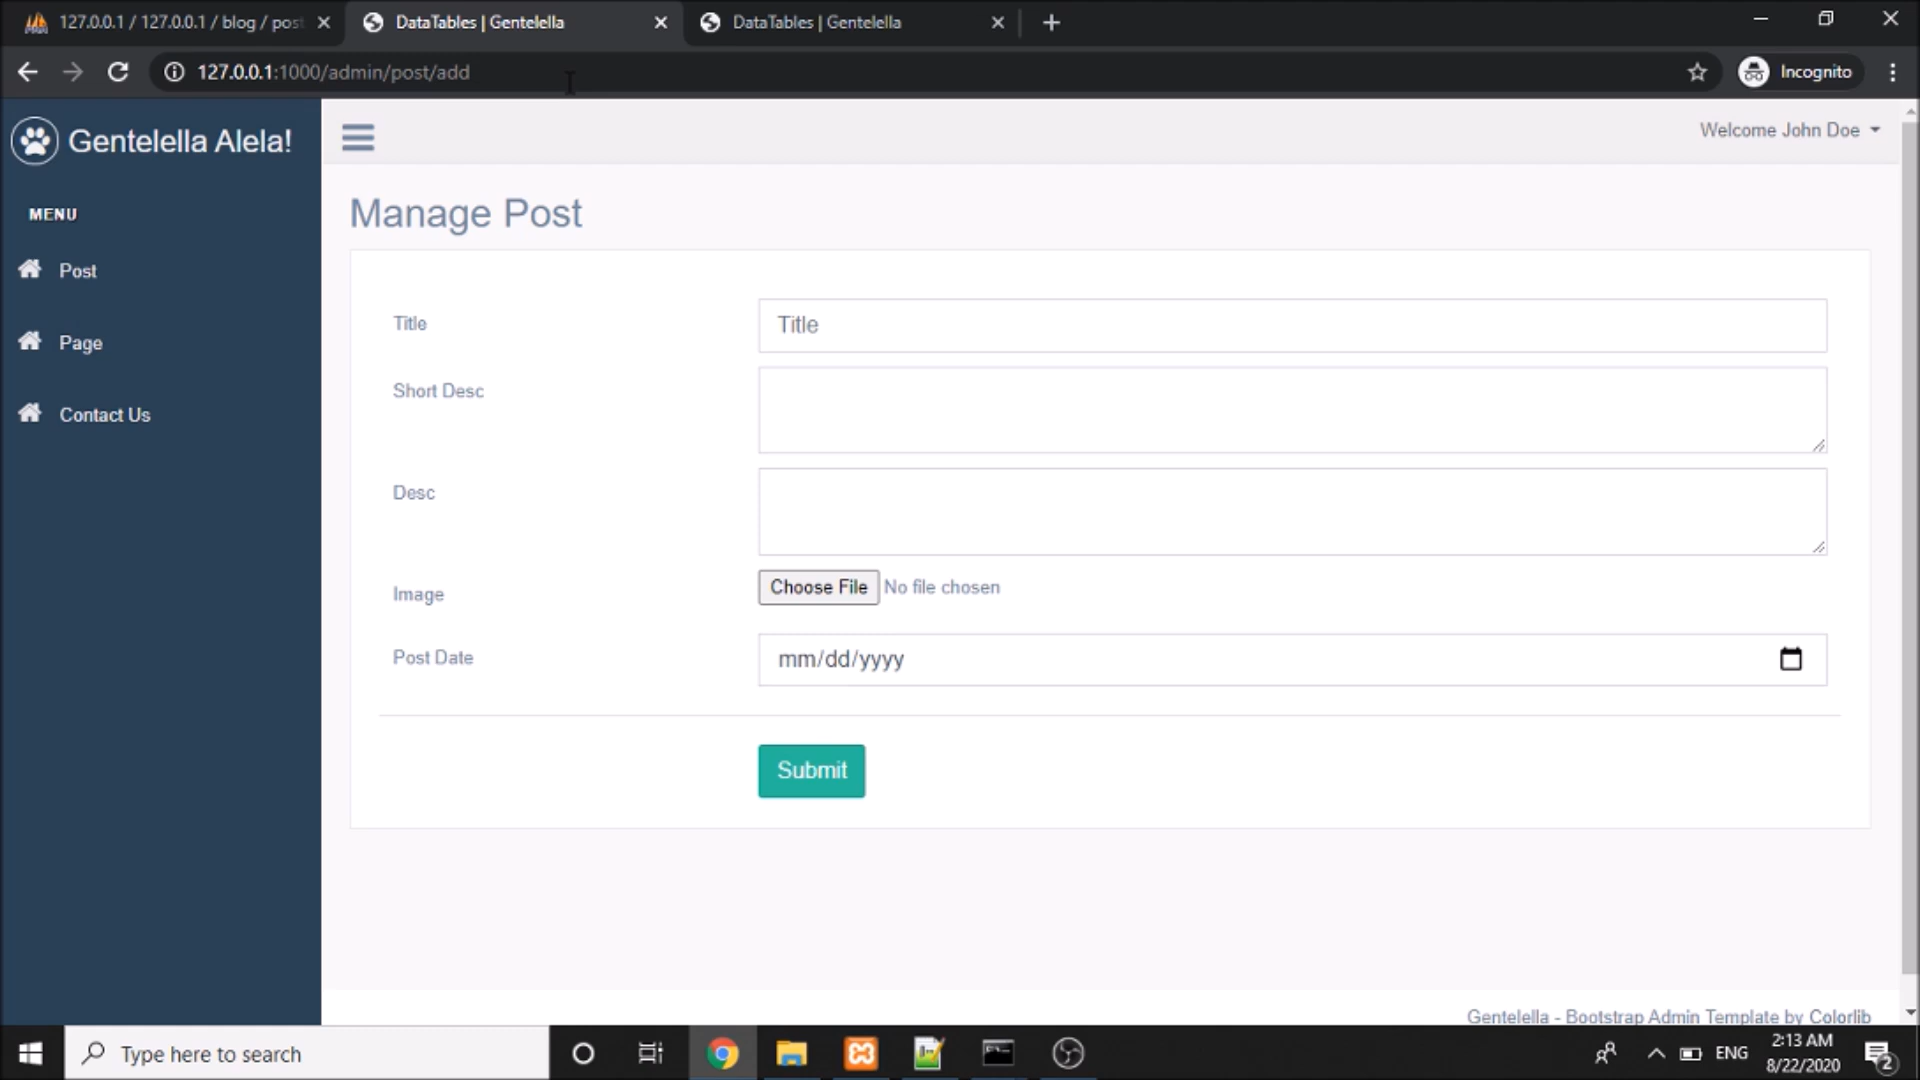 127.0.0.1 / 127.0.0.1 / blog / post
DataTables | Gentelella
DataTables | Gentelella
127.0.0.1:1000/admin/post/add
Incognito
Gentelella Alela!
Welcome John Doe
MENU
Manage Post
Post
Page
Contact Us
Title
Title
Short Desc
Desc
Image
Choose File No file chosen
Post Date
mm/dd/yyyy
Submit
Gentelella - Bootstrap Admin Template by Colorlib
Type here to search
ENG
2:13 AM
8/22/2020
2